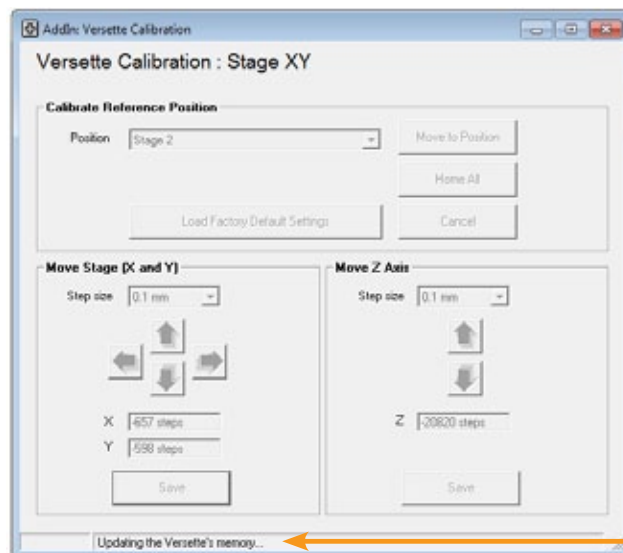 AddIn: Versette Calibration
Versette Calibration : Stage XY
Calibrate Reference Position
Position Stage 2 Move to Position
Home All
Load Factory Default Settings Cancel
Move Stage (X and Y) Move Z Axis
Step size 0.1 mm Step size 0.1 mm
X -657 steps Z -20820 steps
Y -598 steps
Save Save
Updating the Versette's memory...